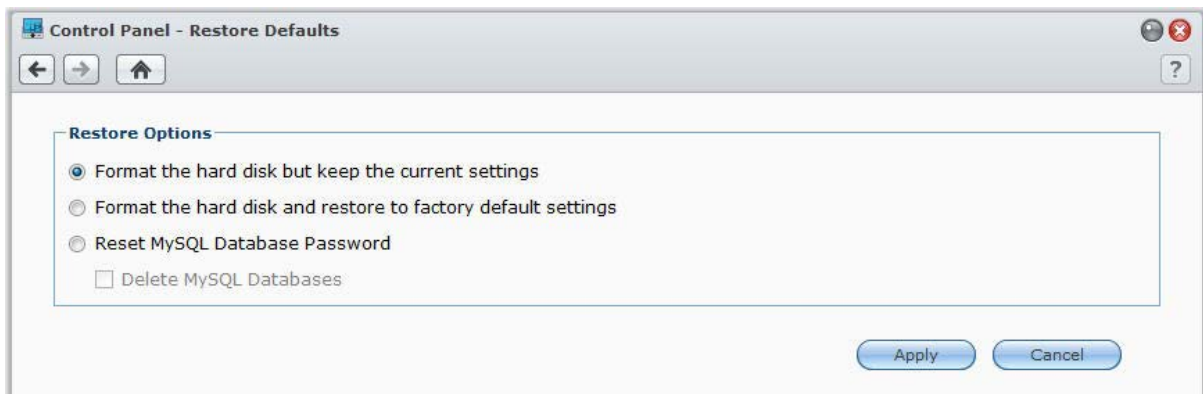 Control Panel - Restore Defaults
?
Restore Options
Format the hard disk but keep the current settings
Format the hard disk and restore to factory default settings
Reset MySQL Database Password
Delete MySQL Databases
Apply Cancel